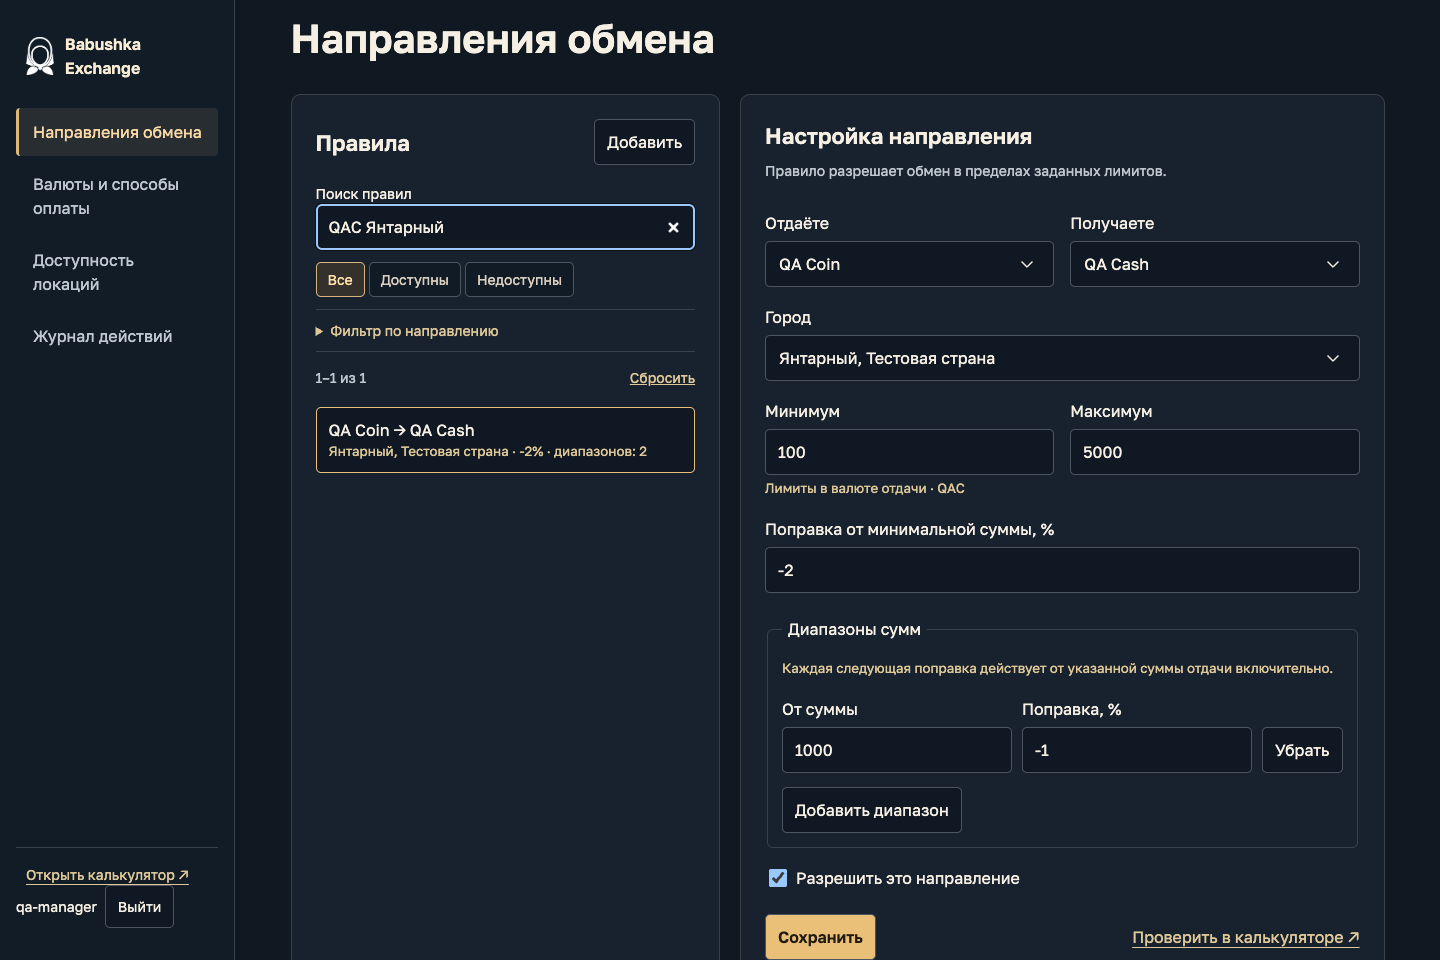 Babushka
Exchange
Направления обмена
Валюты и способы
оплаты
Доступность
локаций
Журнал действий
Открыть калькулятор ↗
qa-manager
Выйти
Направления обмена
Правила
Добавить
Поиск правил
QAC Янтарный
Все
Доступны
Недоступны
Фильтр по направлению
1–1 из 1
Сбросить
QA Coin → QA Cash
Янтарный, Тестовая страна · -2% · диапазонов: 2
Настройка направления
Правило разрешает обмен в пределах заданных лимитов.
Отдаёте
Получаете
QA Coin
QA Cash
Город
Янтарный, Тестовая страна
Минимум
Максимум
100
5000
Лимиты в валюте отдачи · QAC
Поправка от минимальной суммы, %
-2
Диапазоны сумм
Каждая следующая поправка действует от указанной суммы отдачи включительно.
От суммы
Поправка, %
1000
-1
Убрать
Добавить диапазон
Разрешить это направление
Сохранить
Проверить в калькуляторе ↗